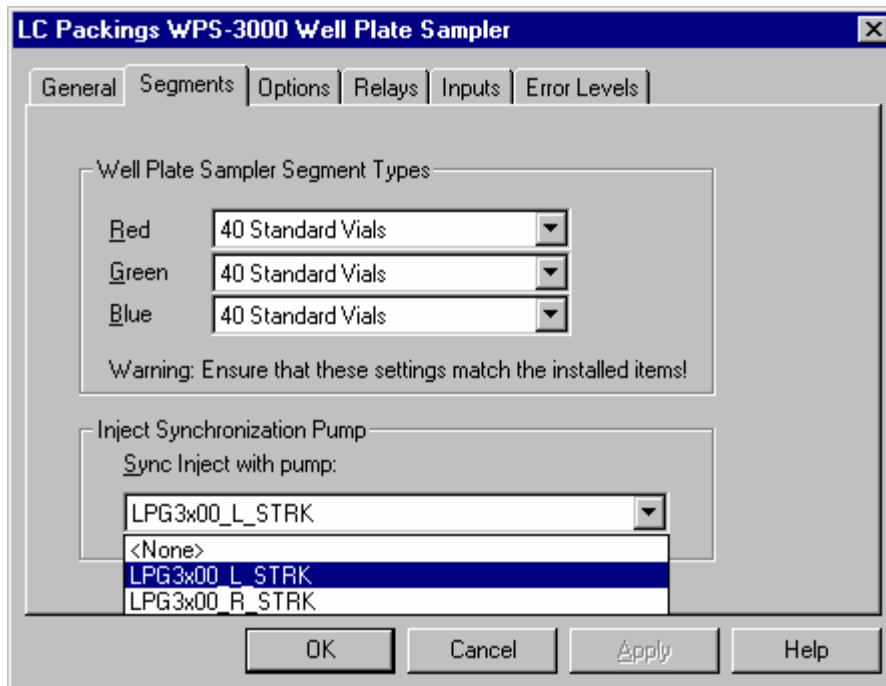 LC Packings WPS-3000 Well Plate Sampler
General Segments Options Relays Inputs Error Levels
Well Plate Sampler Segment Types
Red 40 Standard Vials
Green 40 Standard Vials
Blue 40 Standard Vials
Warning: Ensure that these settings match the installed items!
Inject Synchronization Pump
Sync Inject with pump:
LPG3x00_L_STRK
<None>
LPG3x00_L_STRK
LPG3x00_R_STRK
OK Cancel Apply Help